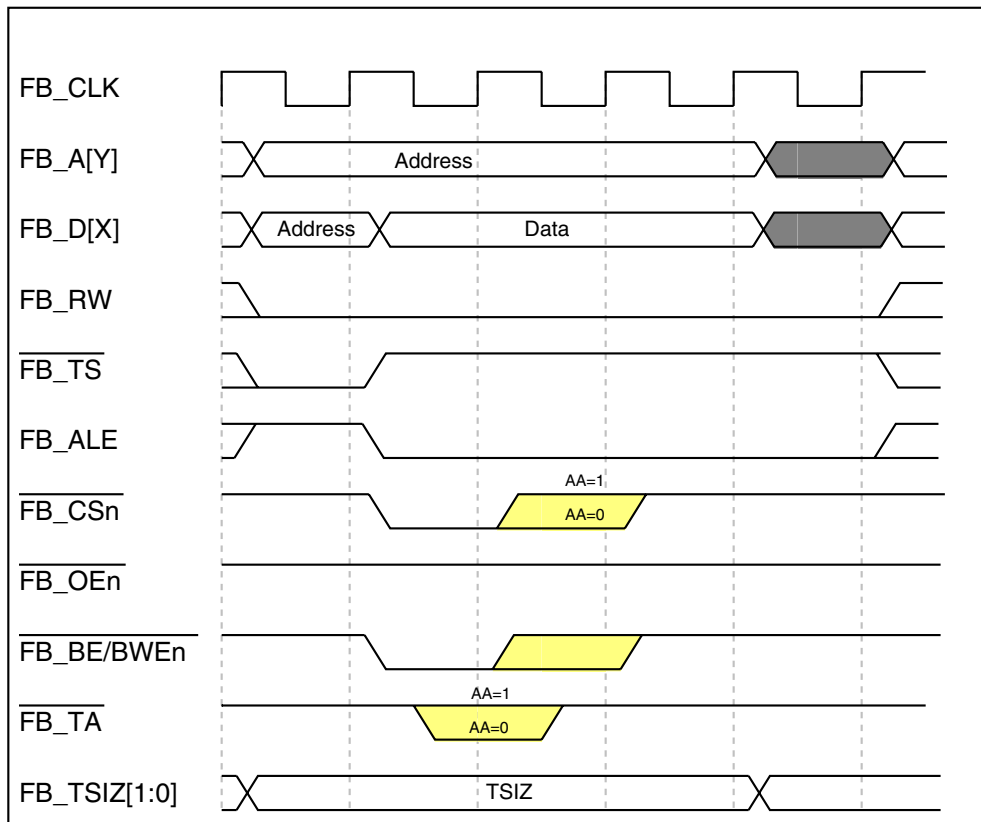 FB_CLK
FB_A[Y]
Address
FB_D[X]
Address
Data
FB_RW
FB_TS
FB_ALE
FB_CSn
AA=1
AA=0
FB_OEn
FB_BE/BWEn
FB_TA
AA=1
AA=0
FB_TSIZ[1:0]
TSIZ